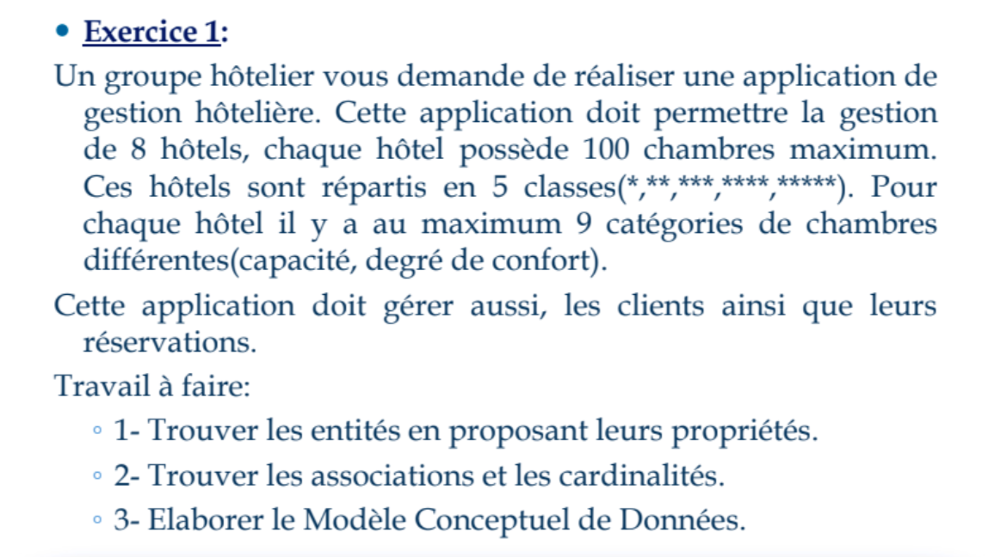 • Exercice 1:
Un groupe hôtelier vous demande de réaliser une application de
gestion hôtelière. Cette application doit permettre la gestion
de 8 hôtels, chaque hôtel possède 100 chambres maximum.
Ces hôtels sont répartis en 5 classes(*,**,***,****,*****). Pour
chaque hôtel il y a au maximum 9 catégories de chambres
différentes(capacité, degré de confort).
Cette application doit gérer aussi, les clients ainsi que leurs
réservations.
Travail à faire:
◦ 1- Trouver les entités en proposant leurs propriétés.
◦ 2- Trouver les associations et les cardinalités.
◦ 3- Elaborer le Modèle Conceptuel de Données.